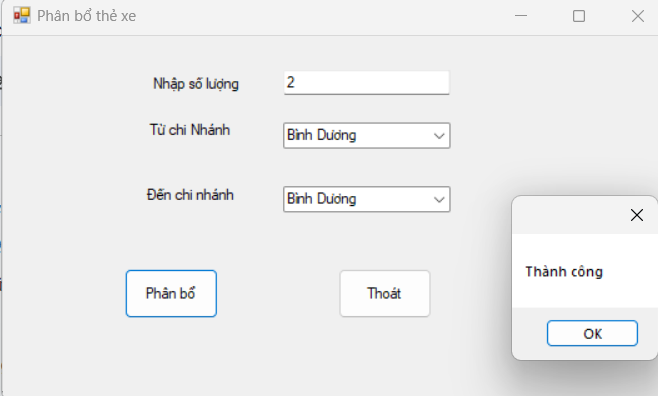 Phân bổ thẻ xe
Nhập số lượng
2
Từ chi Nhánh
Bình Dương
Đến chi nhánh
Bình Dương
Phân bổ
Thoát
Thành công
OK